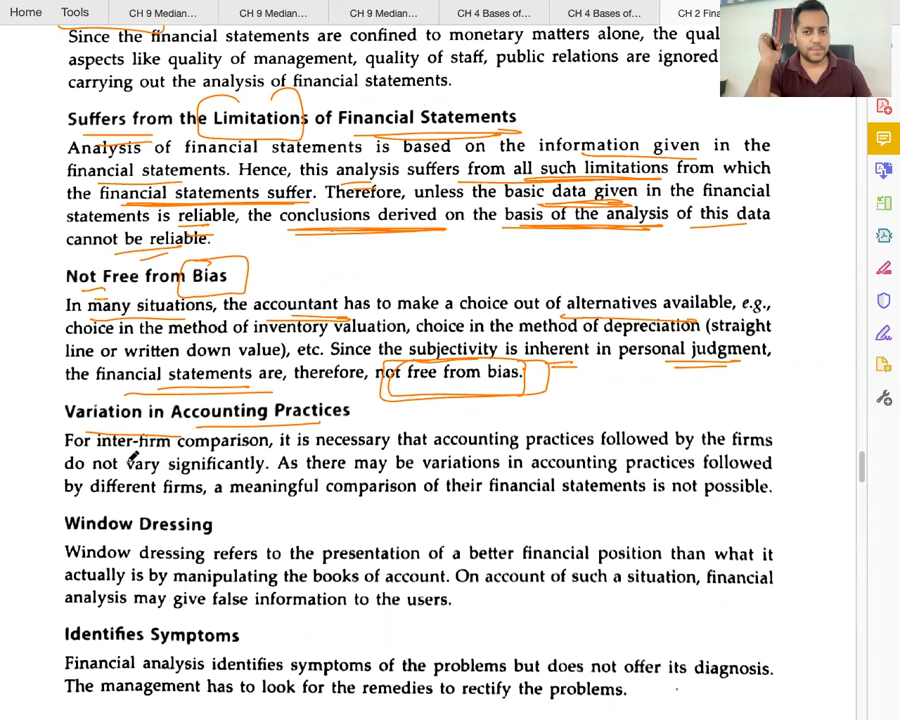 Home Tools CH 9 Median... CH 9 Median... CH 9 Median... CH 4 Bases of... CH 4 Bases of... CH 2 Fina
Since the financial statements are confined to monetary matters alone, the qual
aspects like quality of management, quality of staff, public relations are ignored
carrying out the analysis of financial statements.
Suffers from the Limitations of Financial Statements
Analysis of financial statements is based on the information given in the
financial statements. Hence, this analysis suffers from all such limitations from which
the financial statements suffer. Therefore, unless the basic data given in the financial
statements is reliable, the conclusions derived on the basis of the analysis of this data
cannot be reliable.
Not Free from Bias
In many situations, the accountant has to make a choice out of alternatives available, e.g.,
choice in the method of inventory valuation, choice in the method of depreciation (straight
line or written down value), etc. Since the subjectivity is inherent in personal judgment,
the financial statements are, therefore, not free from bias.
Variation in Accounting Practices
For inter-firm comparison, it is necessary that accounting practices followed by the firms
do not vary significantly. As there may be variations in accounting practices followed
by different firms, a meaningful comparison of their financial statements is not possible.
Window Dressing
Window dressing refers to the presentation of a better financial position than what it
actually is by manipulating the books of account. On account of such a situation, financial
analysis may give false information to the users.
Identifies Symptoms
Financial analysis identifies symptoms of the problems but does not offer its diagnosis.
The management has to look for the remedies to rectify the problems.